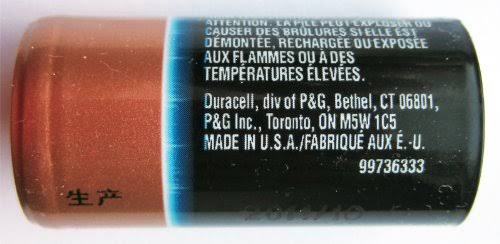 ATTENTION. LA PILE PEUT EXPLOSER OU
CAUSER DES BRÛLURES SI ELLE EST
DÉMONTÉE, RECHARGÉE OU EXPOSÉE
AUX FLAMMES OU À DES
TEMPÉRATURES ÉLEVÉES.
Duracell, div of P&G, Bethel, CT 06801,
P&G Inc., Toronto, ON M5W 1C5
MADE IN U.S.A./FABRIQUÉ AUX É.-U.
99736333
生产